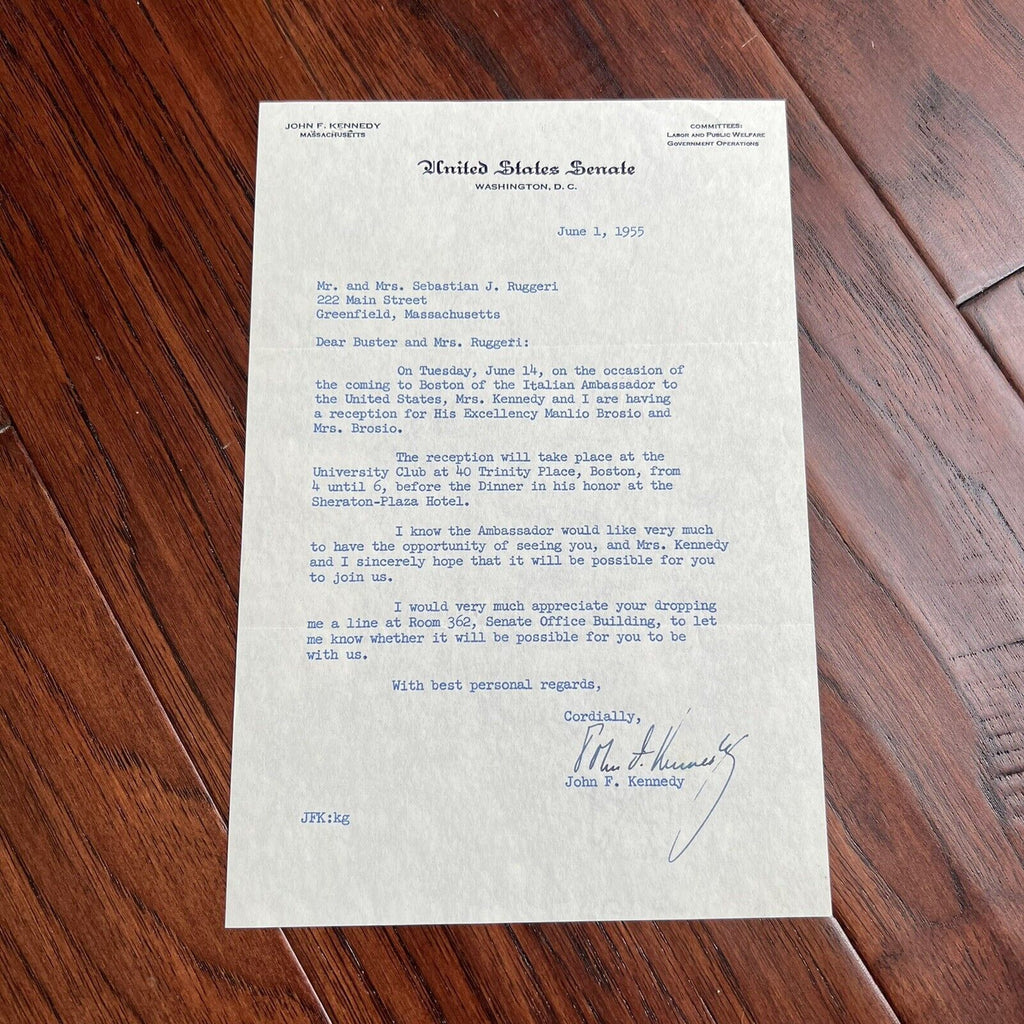 JOHN F. KENNEDY
MASSACHUSETTS
COMMITTEES:
LABOR AND PUBLIC WELFARE
GOVERNMENT OPERATIONS
United States Senate
WASHINGTON, D. C.
June 1, 1955
Mr. and Mrs. Sebastian J. Ruggeri
222 Main Street
Greenfield, Massachusetts
Dear Buster and Mrs. Ruggeri:
On Tuesday, June 14, on the occasion of
the coming to Boston of the Italian Ambassador to
the United States, Mrs. Kennedy and I are having
a reception for His Excellency Manlio Brosio and
Mrs. Brosio.
The reception will take place at the
University Club at 40 Trinity Place, Boston, from
4 until 6, before the Dinner in his honor at the
Sheraton-Plaza Hotel.
I know the Ambassador would like very much
to have the opportunity of seeing you, and Mrs. Kennedy
and I sincerely hope that it will be possible for you
to join us.
I would very much appreciate your dropping
me a line at Room 362, Senate Office Building, to let
me know whether it will be possible for you to be
with us.
With best personal regards,
Cordially,
John F. Kennedy
John F. Kennedy
JFK:kg